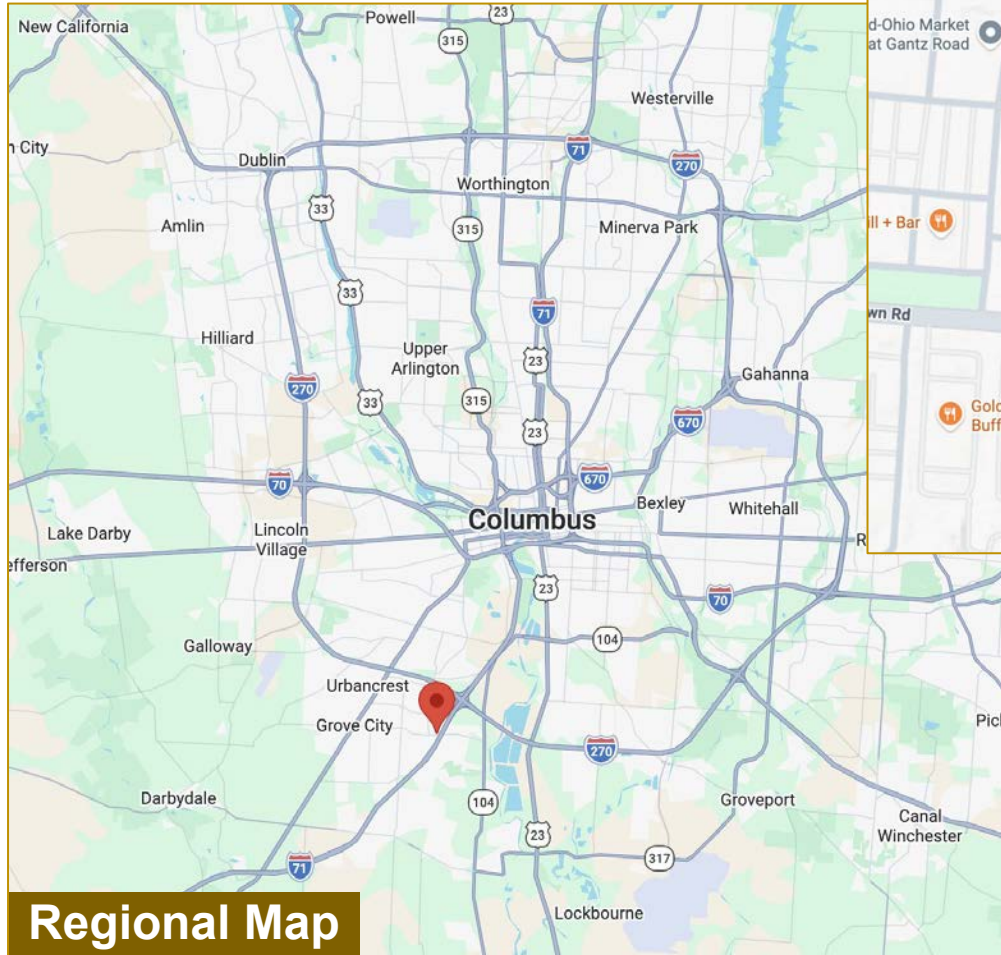 New California
Powell
23
315
Westerville
n City
Dublin
71
270
Worthington
33
Amlin
315
Minerva Park
33
71
Hilliard
Upper
Arlington
23
Gahanna
270
33
315
23
670
70
670
Bexley
Whitehall
Columbus
Lake Darby
Lincoln
Village
R
efferson
23
70
104
Galloway
Urbancrest
Grove City
Pic
270
Darbydale
104
Groveport
23
Canal
Winchester
317
71
Lockbourne
Regional Map
d-Ohio Market
at Gantz Road
ill + Bar
wn Rd
Gold
Buff